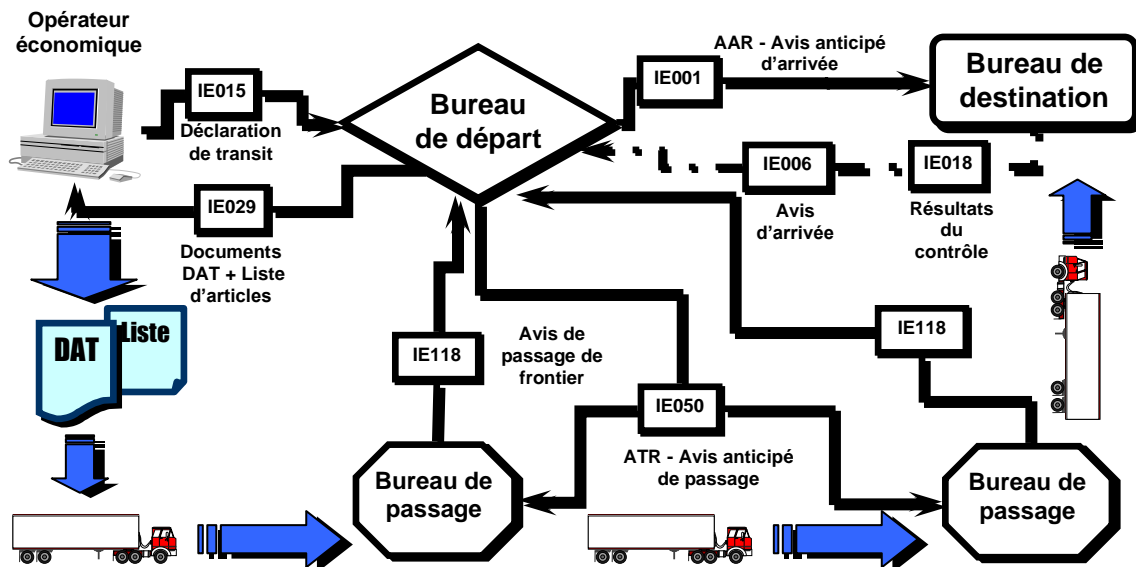 Opérateur
économique
IE015
Déclaration
de transit
Bureau
de départ
IE001
AAR - Avis anticipé
d'arrivée
Bureau de
destination
IE006
Avis
d'arrivée
IE018
Résultats
du
contrôle
IE029
Documents
DAT + Liste
d'articles
DAT
Liste
IE118
Avis de
passage de
frontier
IE118
IE050
ATR - Avis anticipé
de passage
Bureau de
passage
Bureau de
passage